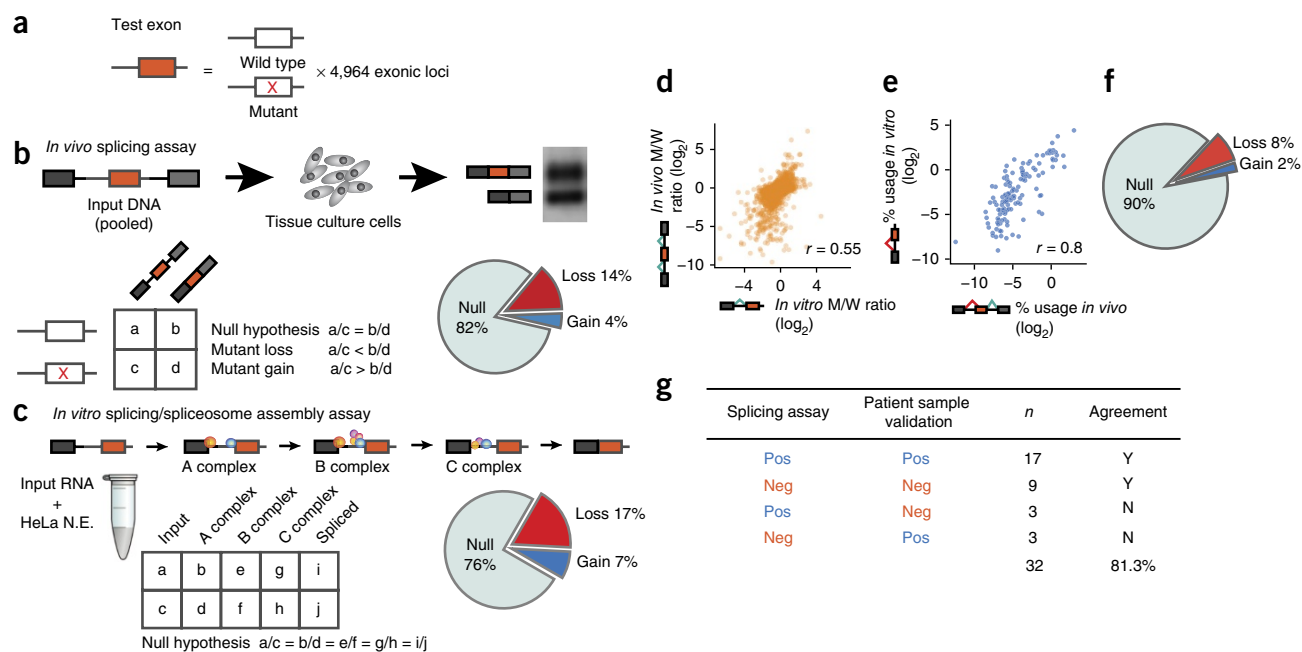 a
Test exon
=
Wild type
X
Mutant
× 4,964 exonic loci
b
In vivo splicing assay
Input DNA
(pooled)
Tissue culture cells
a b
c d
X
Null hypothesis a/c = b/d
Mutant loss a/c < b/d
Mutant gain a/c > b/d
Null
82%
Loss 14%
Gain 4%
c
In vitro splicing/spliceosome assembly assay
A complex
B complex
C complex
Input RNA
+
HeLa N.E.
Input
A complex
B complex
C complex
Spliced
a b e g i
c d f h j
Null hypothesis a/c = b/d = e/f = g/h = i/j
Null
76%
Loss 17%
Gain 7%
d
In vivo M/W
ratio (log2)
5
0
−5
−10
r = 0.55
−4 0 4
In vitro M/W ratio
(log2)
e
% usage in vitro
(log2)
5
0
−5
−10
r = 0.8
−10 −5 0
% usage in vivo
(log2)
f
Null
90%
Loss 8%
Gain 2%
g
Splicing assay
Patient sample
validation
n
Agreement
Pos Pos 17 Y
Neg Neg 9 Y
Pos Neg 3 N
Neg Pos 3 N
32 81.3%